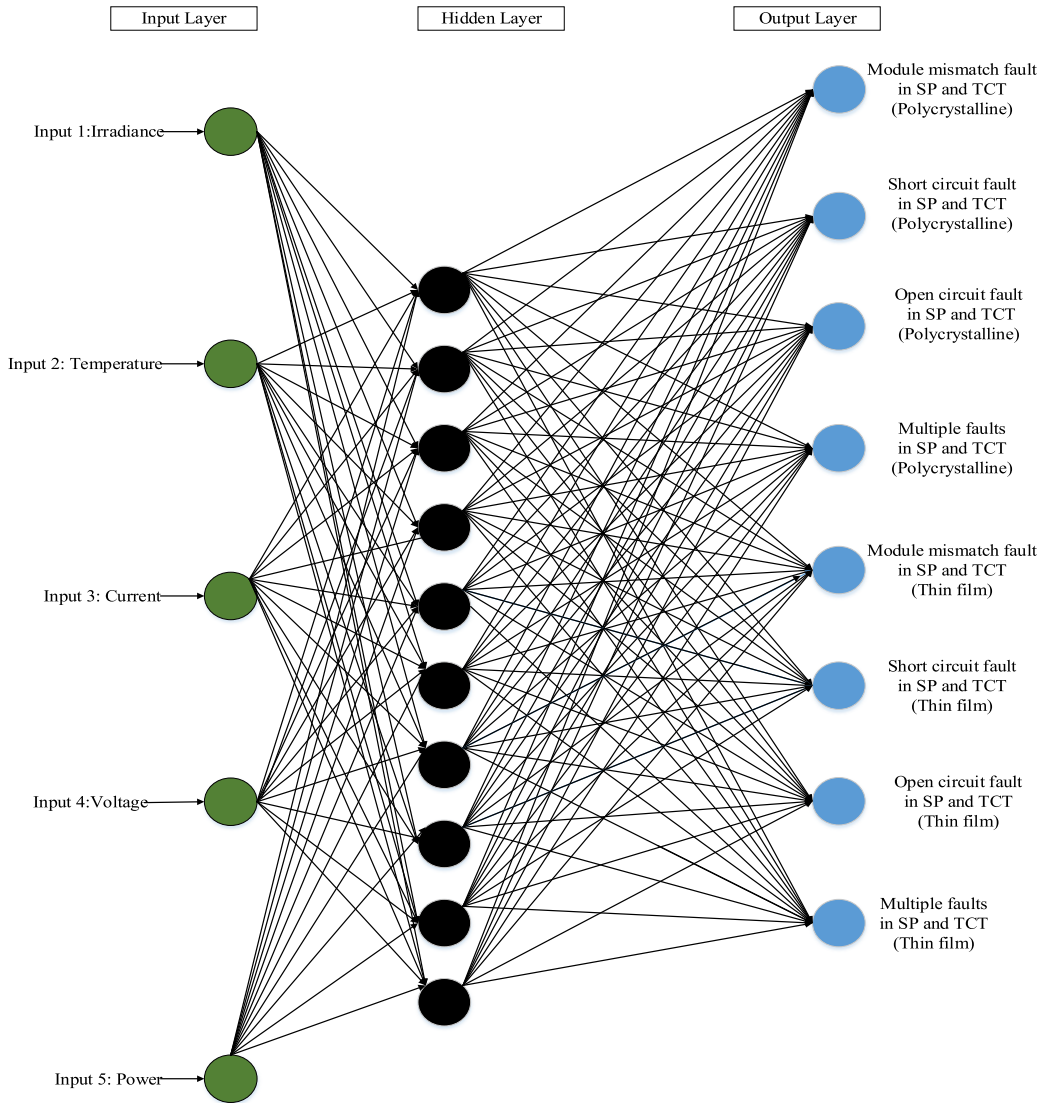 Input Layer
Hidden Layer
Output Layer
Input 1:Irradiance
Input 2: Temperature
Input 3: Current
Input 4:Voltage
Input 5: Power
Module mismatch fault
in SP and TCT
(Polycrystalline)
Short circuit fault
in SP and TCT
(Polycrystalline)
Open circuit fault
in SP and TCT
(Polycrystalline)
Multiple faults
in SP and TCT
(Polycrystalline)
Module mismatch fault
in SP and TCT
(Thin film)
Short circuit fault
in SP and TCT
(Thin film)
Open circuit fault
in SP and TCT
(Thin film)
Multiple faults
in SP and TCT
(Thin film)